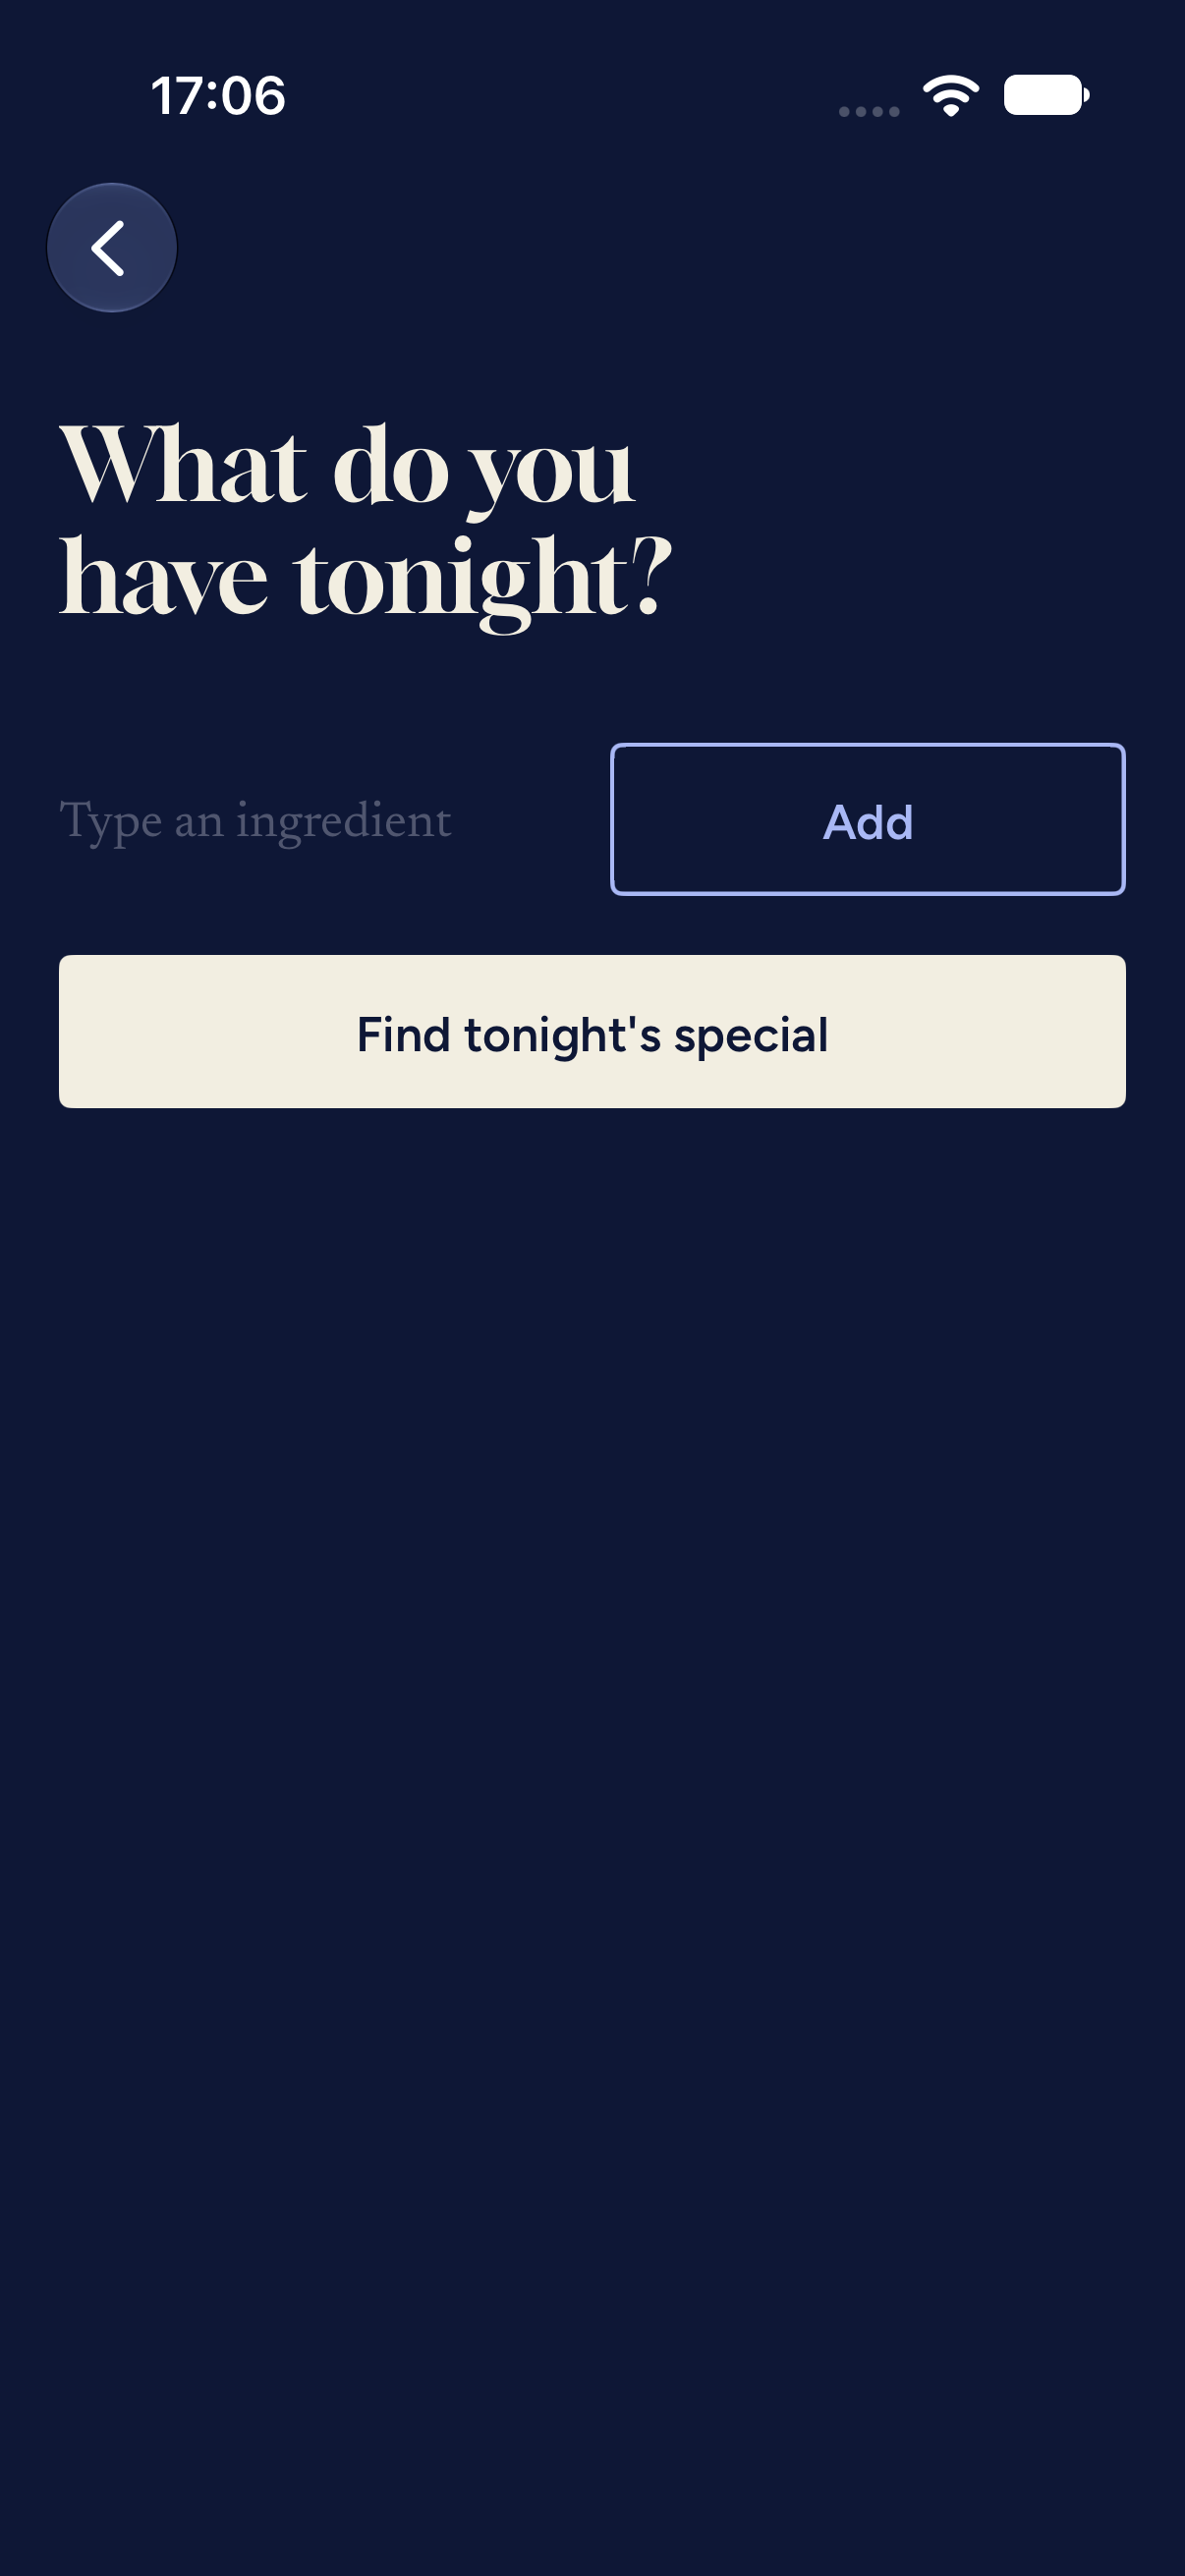 17:06
What do you
have tonight?
Type an ingredient
Add
Find tonight's special